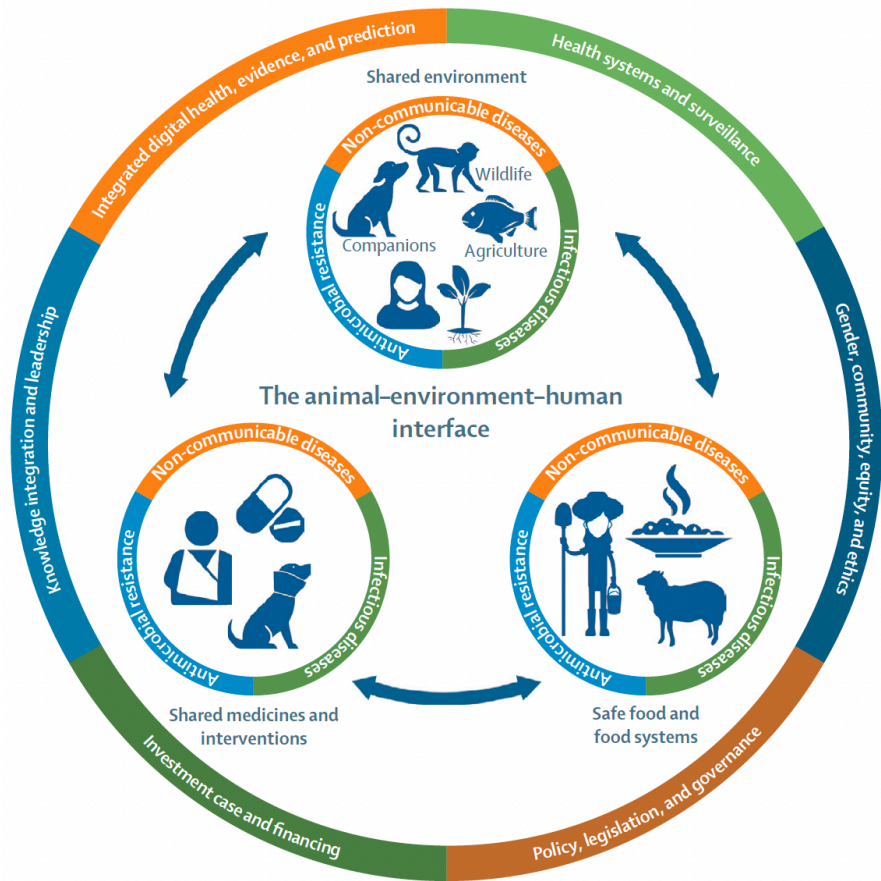 Integrated digital health, evidence, and prediction
Health systems and surveillance
Shared environment
Non-communicable diseases
Wildlife
Companions
Agriculture
Antimicrobial resistance
Infectious diseases
Knowledge integration and leadership
Gender, community, equity, and ethics
The animal–environment–human
interface
Non-communicable diseases
Antimicrobial resistance
Infectious diseases
Non-communicable diseases
Antimicrobial resistance
Infectious diseases
Shared medicines and
interventions
Safe food and
food systems
Investment case and financing
Policy, legislation, and governance